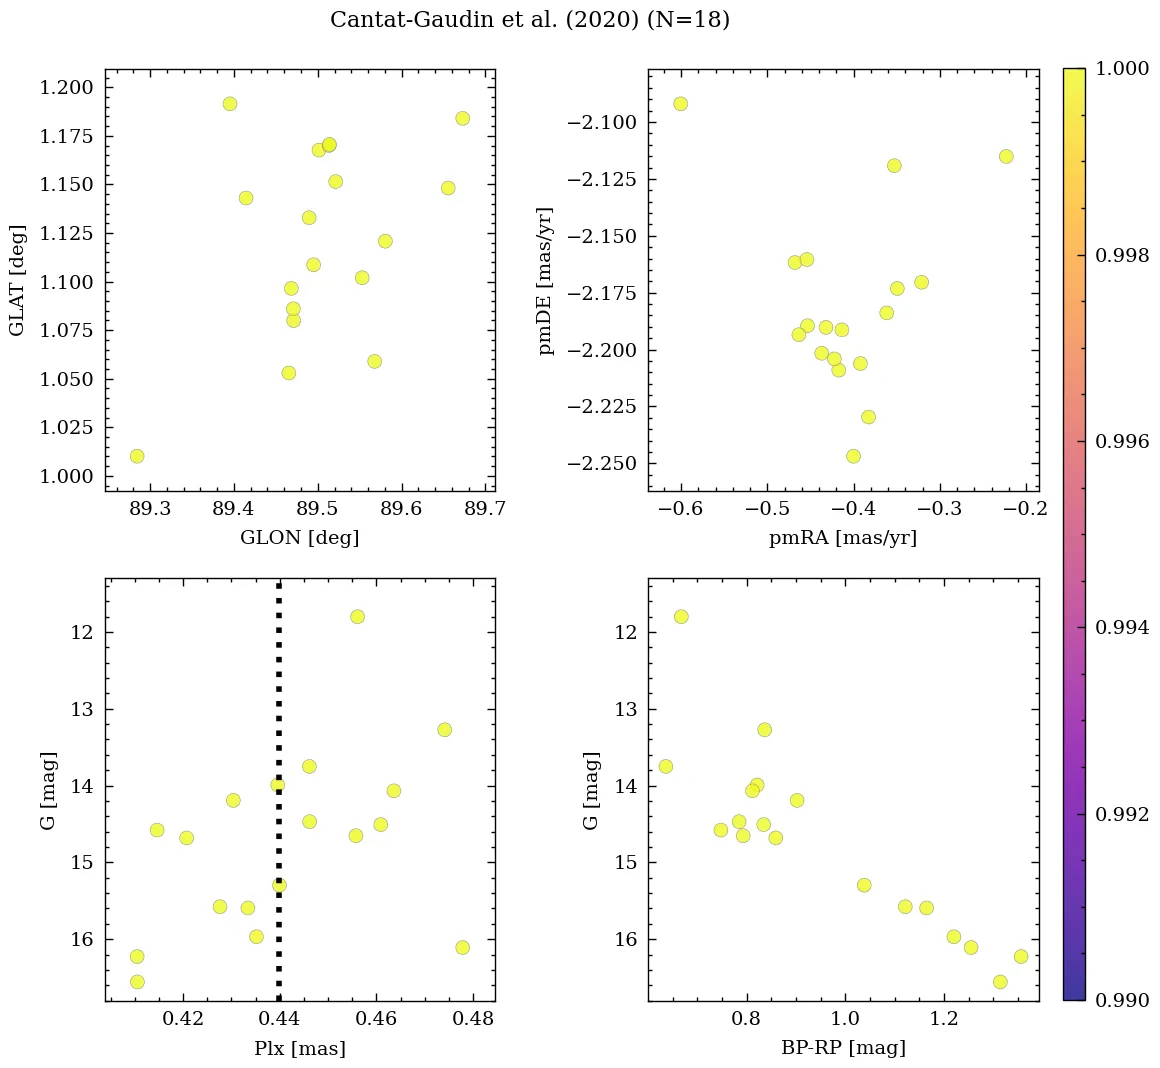 Cantat-Gaudin et al. (2020) (N=18)
1.200
1.175
1.150
1.125
1.100
1.075
1.050
1.025
1.000
GLAT [deg]
89.3 89.4 89.5 89.6 89.7
GLON [deg]
−2.100
−2.125
−2.150
−2.175
−2.200
−2.225
−2.250
pmDE [mas/yr]
−0.6 −0.5 −0.4 −0.3 −0.2
pmRA [mas/yr]
12
13
14
15
16
G [mag]
0.42 0.44 0.46 0.48
Plx [mas]
12
13
14
15
16
G [mag]
0.8 1.0 1.2
BP-RP [mag]
1.000
0.998
0.996
0.994
0.992
0.990